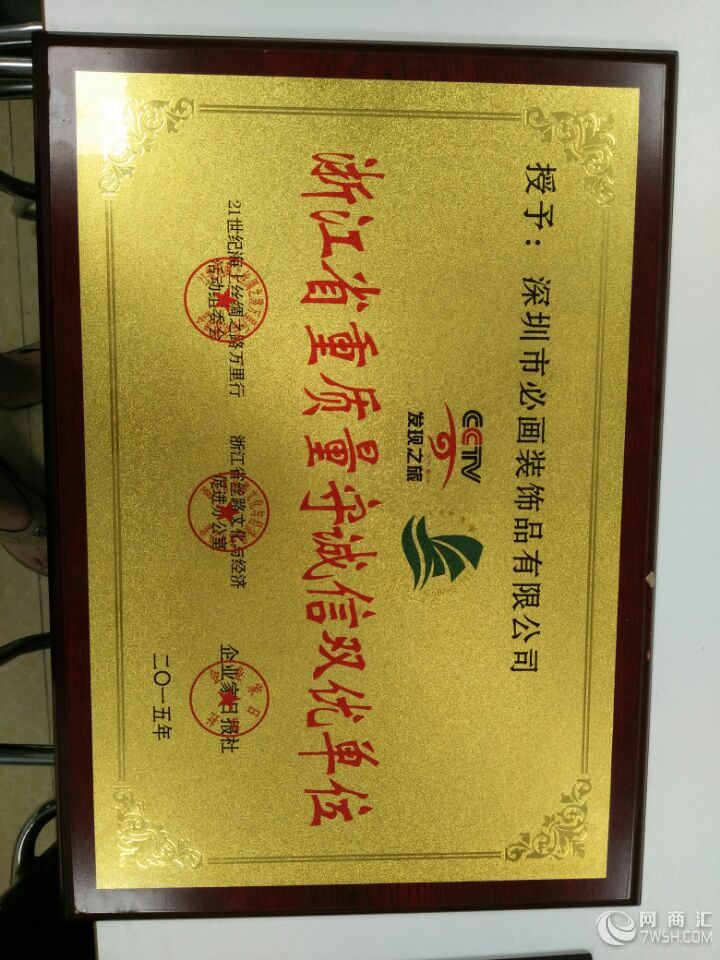 授予：深圳市必画装饰品有限公司
CCTV
发现之旅
浙江省重质量守诚信双优单位
21世纪海上丝绸之路万里行
活动组委会
浙江省丝路文化与经济
促进办公室
企业家日报社
二〇一五年
网商汇
7WSH.COM